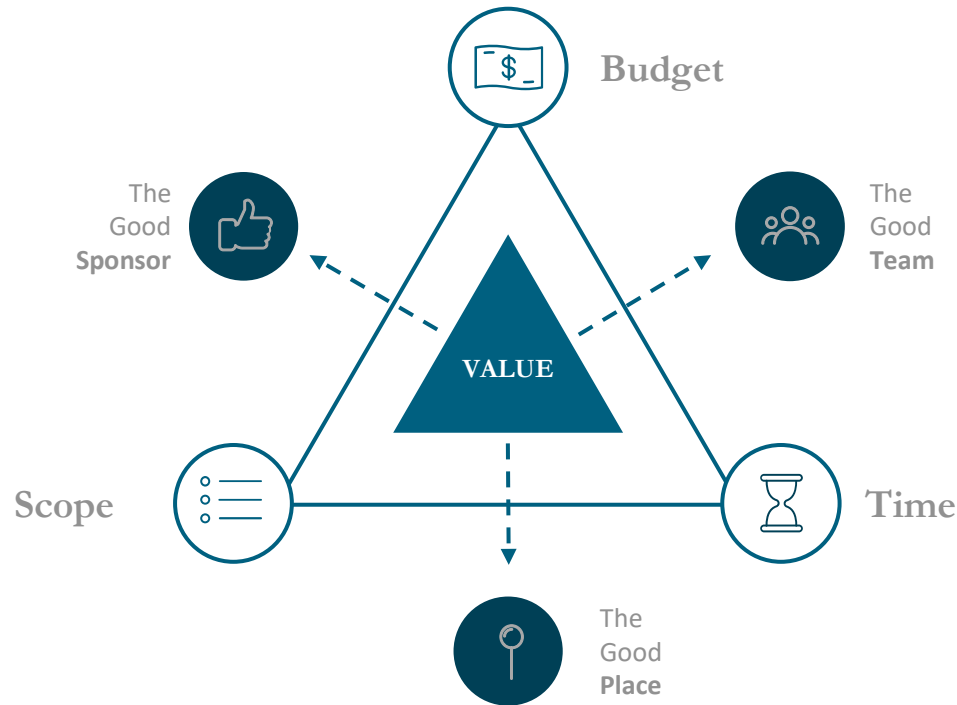 $
Budget
The
Good
Sponsor
The
Good
Team
VALUE
Scope
Time
The
Good
Place